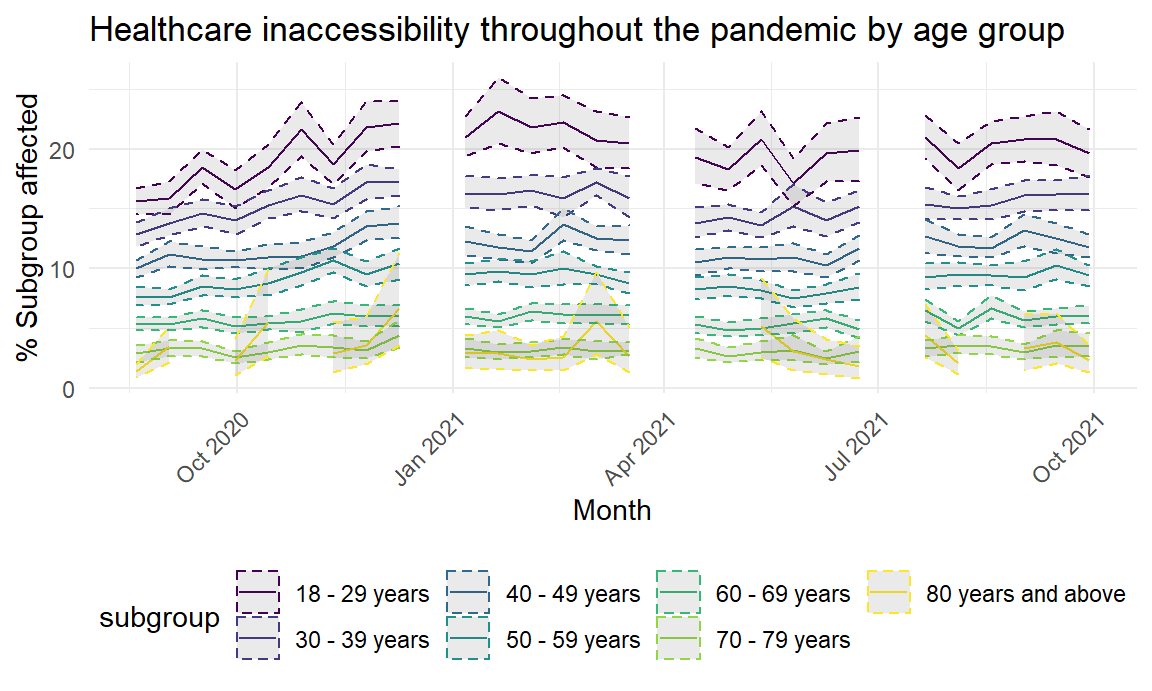 Healthcare inaccessibility throughout the pandemic by age group
% Subgroup affected
20
10
0
Oct 2020
Jan 2021
Apr 2021
Jul 2021
Oct 2021
Month
subgroup
18 - 29 years
40 - 49 years
60 - 69 years
80 years and above
30 - 39 years
50 - 59 years
70 - 79 years